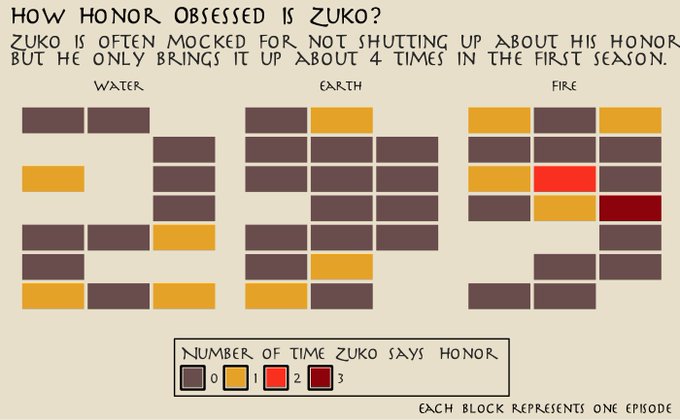 How Honor Obsessed Is Zuko?
Zuko is often mocked for not shutting up about his honor
but he only brings it up about 4 times in the first season.
Water Earth Fire
Number of time Zuko says honor
0 1 2 3
Each block represents one episode